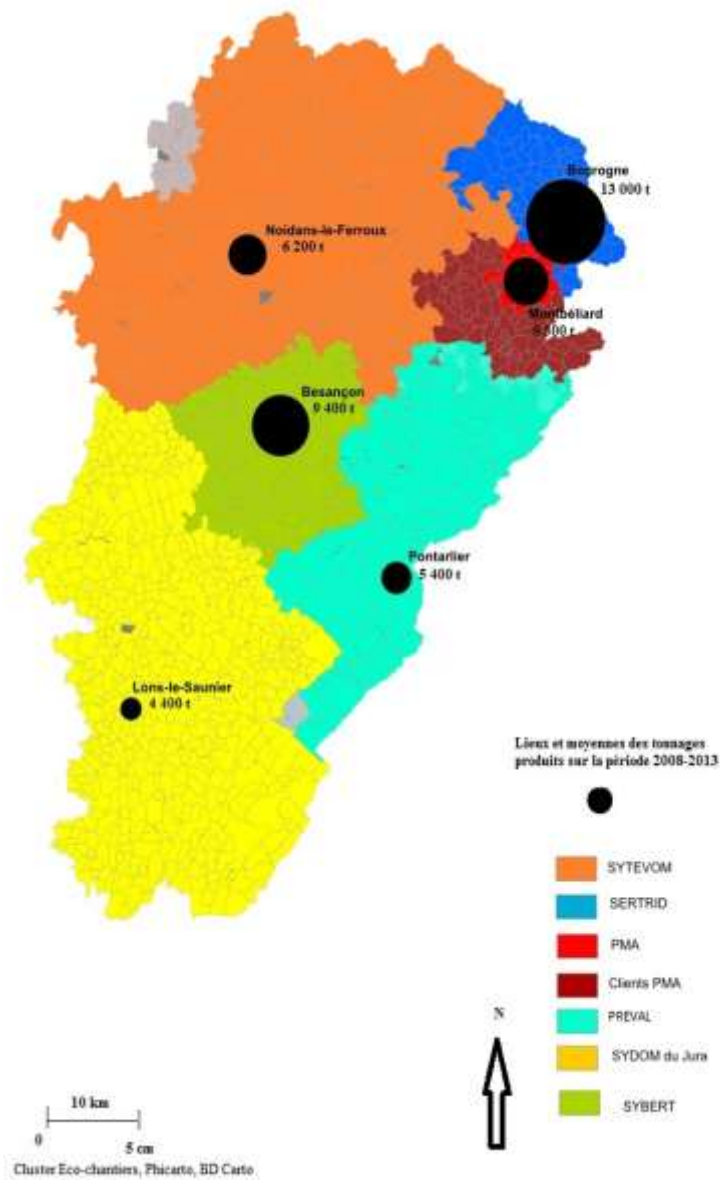 Boprogne
13 000 t
Noidans-le-Ferroux
6 200 t
Montbéliard
Besançon
9 400 t
Pontarlier
5 400 t
Lons-le-Saunier
4 400 t
Lieux et moyennes des tonnages
produits sur la période 2008-2013
SYTEVOM
SERTRID
PMA
Clients PMA
PREVAL
SYDOM du Jura
SYBERT
N
10 km
0
5 cm
Cluster Eco-chantiers, Phicarto, BD Carto